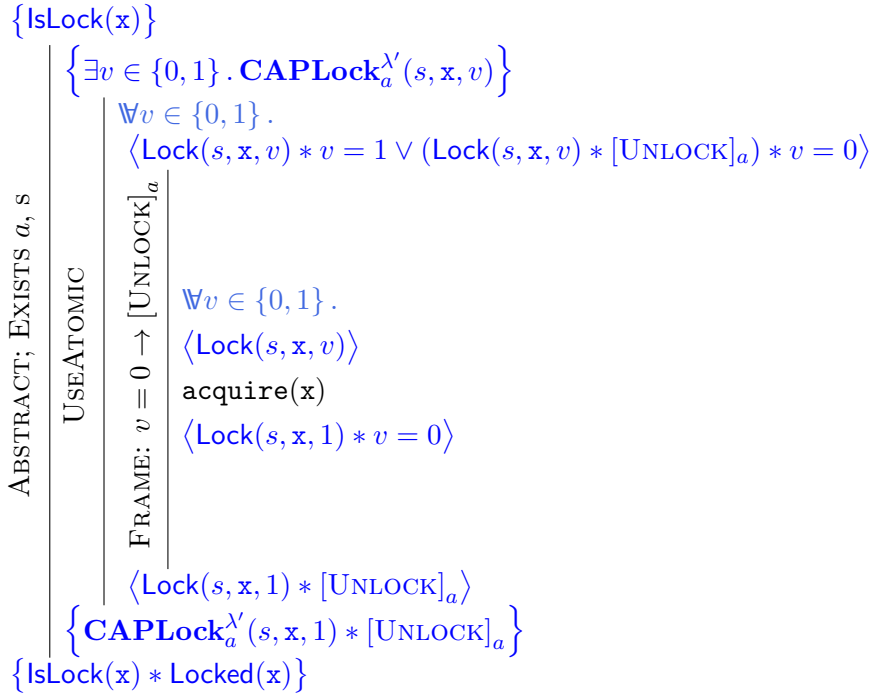 {IsLock(x)}
ABSTRACT; EXISTS a, s
{∃v ∈ {0, 1} . CAPLock_a^{λ′}(s, x, v)}
USEATOMIC
∀v ∈ {0, 1} .
⟨Lock(s, x, v) ∗ v = 1 ∨ (Lock(s, x, v) ∗ [UNLOCK]_a) ∗ v = 0⟩
FRAME: v = 0 → [UNLOCK]_a
∀v ∈ {0, 1} .
⟨Lock(s, x, v)⟩
acquire(x)
⟨Lock(s, x, 1) ∗ v = 0⟩
⟨Lock(s, x, 1) ∗ [UNLOCK]_a⟩
{CAPLock_a^{λ′}(s, x, 1) ∗ [UNLOCK]_a}
{IsLock(x) ∗ Locked(x)}